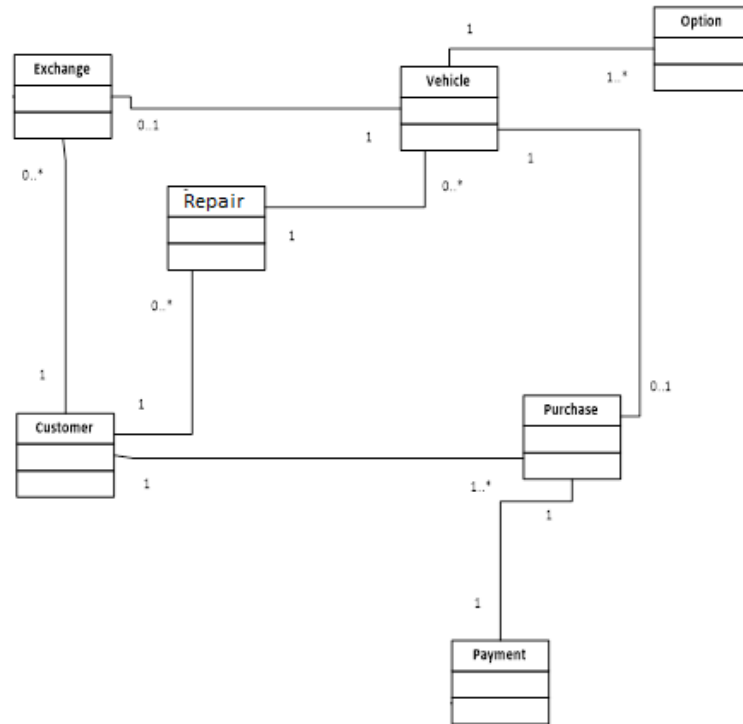 Option
1
Exchange
Vehicle
1..*
0..1
1
1
0..*
0..*
Repair
1
0..*
1
1
0..1
Purchase
Customer
1
1..*
1
1
Payment